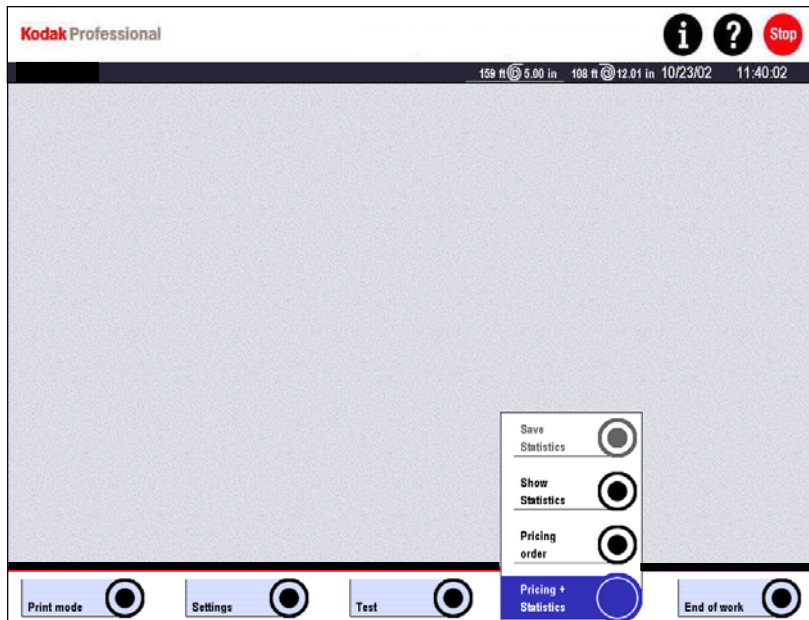 Kodak Professional
i ? Stop
159 ft 5.00 in 108 ft 12.01 in 10/23/02 11:40:02
Save
Statistics
Show
Statistics
Pricing
order
Pricing +
Statistics
Print mode
Settings
Test
End of work